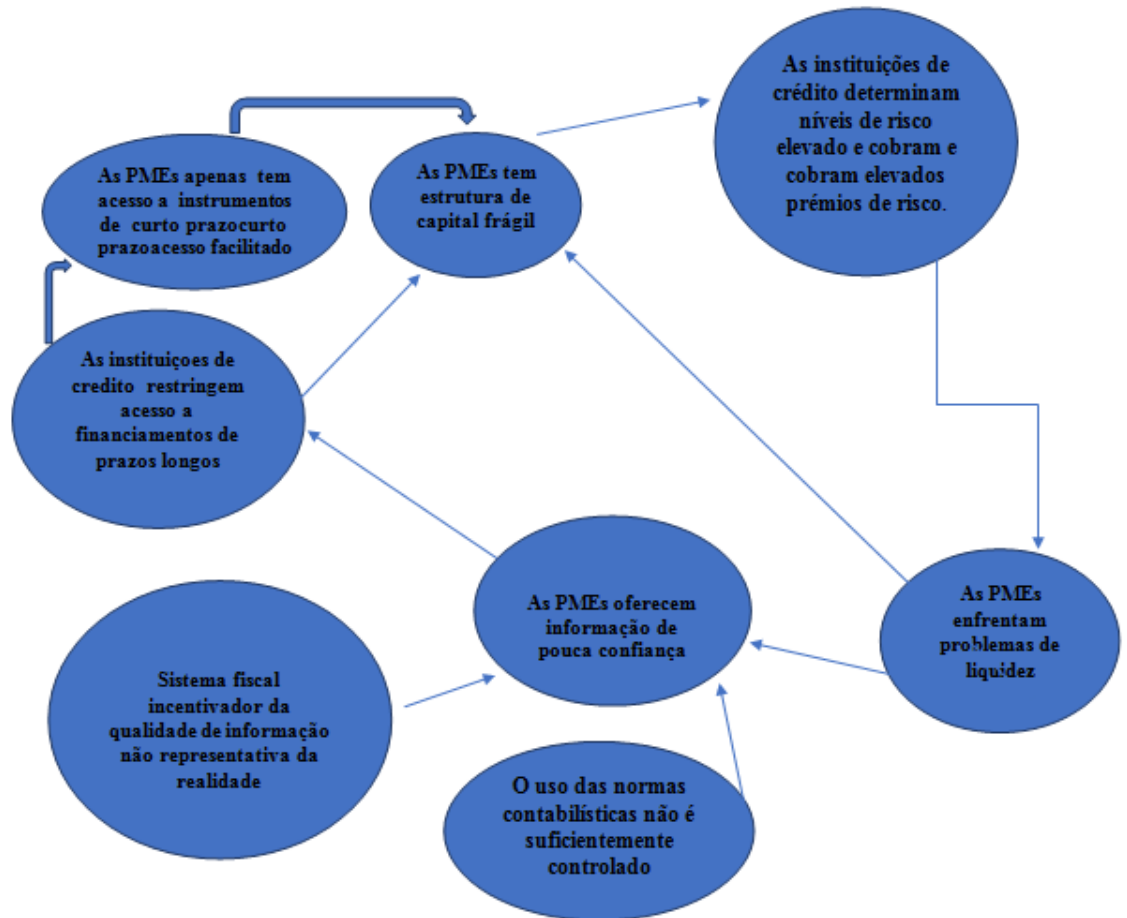 As instituições de
crédito determinam
níveis de risco
elevado e cobram e
cobram elevados
prémios de risco.
As PMEs apenas tem
acesso a instrumentos
de curto prazocurto
prazoacesso facilitado
As PMEs tem
estrutura de
capital frágil
As instituiçoes de
credito restringem
acesso a
financiamentos de
prazos longos
As PMEs oferecem
informação de
pouca confiança
As PMEs
enfrentam
problemas de
liquidez
Sistema fiscal
incentivador da
qualidade de informação
não representativa da
realidade
O uso das normas
contabilísticas não é
suficientemente
controlado